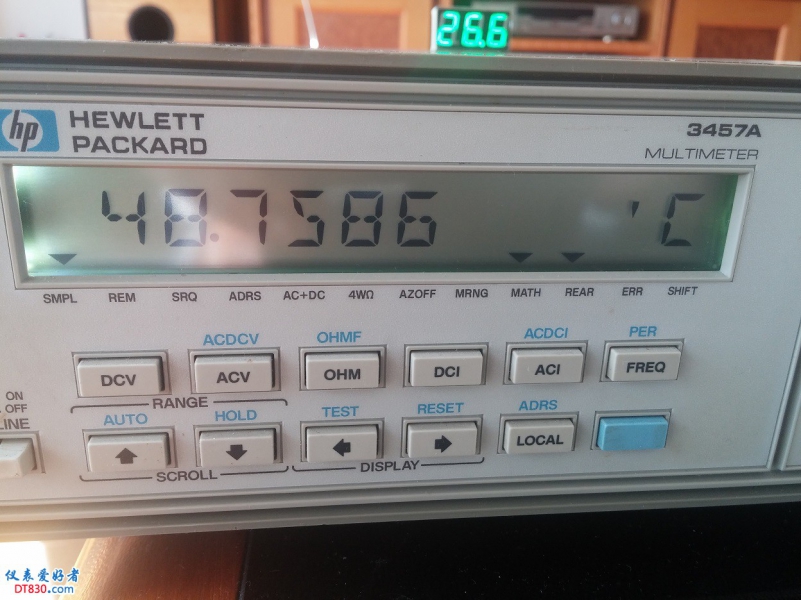 26.6
hp HEWLETT PACKARD
3457A
MULTIMETER
48.7586 'C
SMPL REM SRQ ADRS AC+DC 4WΩ AZOFF MRNG MATH REAR ERR SHIFT
ACDCV OHMF ACDCI PER
DCV ACV OHM DCI ACI FREQ
RANGE
ON
OFF
LINE
AUTO HOLD TEST RESET ADRS
LOCAL
SCROLL DISPLAY
仪表爱好者
DT830.com